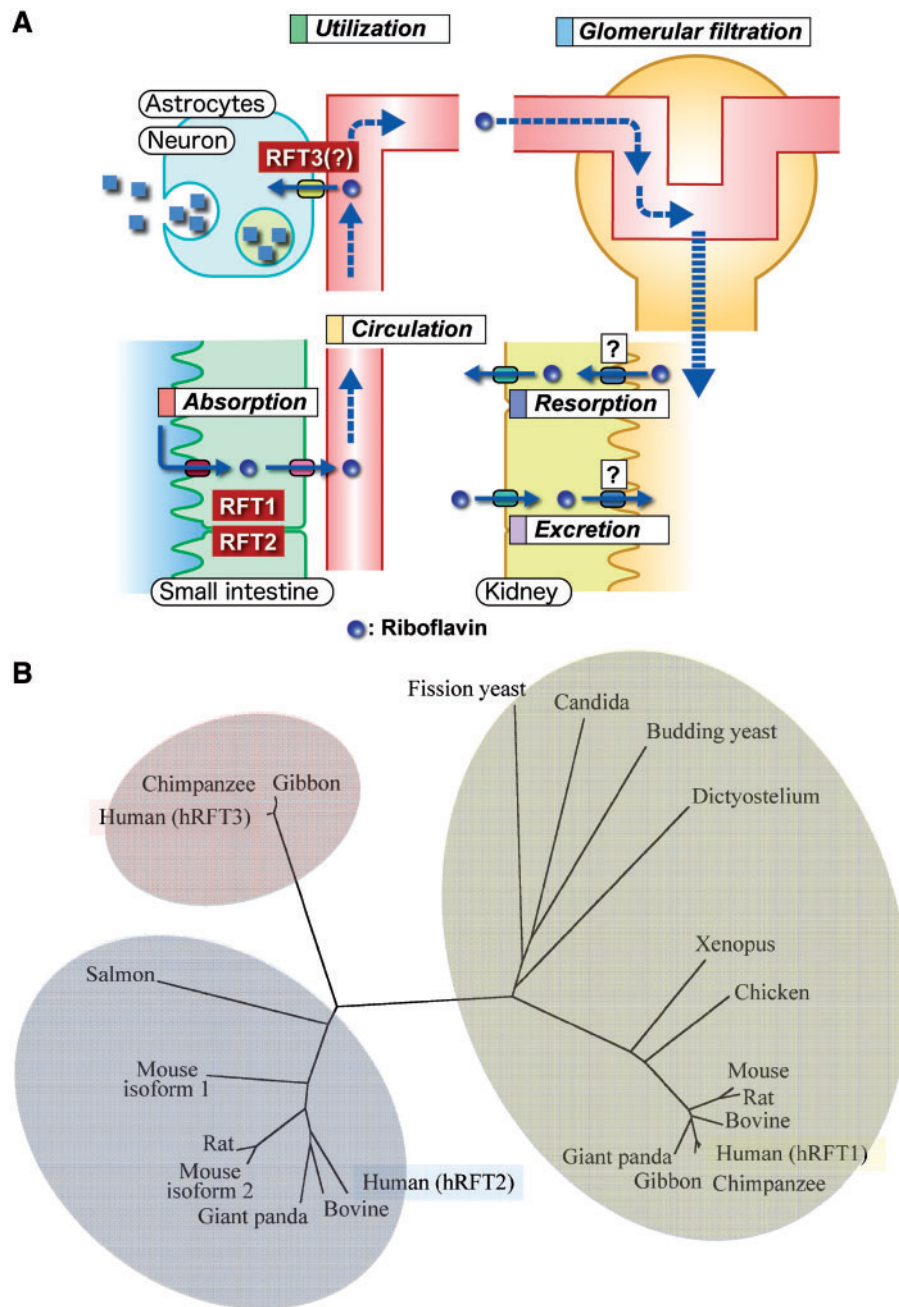 A
Utilization
Glomerular filtration
Astrocytes
Neuron
RFT3(?)
Circulation
?
Absorption
Resorption
RFT1
?
RFT2
Excretion
Small intestine
Kidney
: Riboflavin
B
Fission yeast
Candida
Budding yeast
Chimpanzee
Gibbon
Human (hRFT3)
Dictyostelium
Xenopus
Salmon
Chicken
Mouse
isoform 1
Mouse
Rat
Bovine
Rat
Human (hRFT1)
Giant panda
Mouse
isoform 2
Gibbon
Chimpanzee
Human (hRFT2)
Giant panda
Bovine